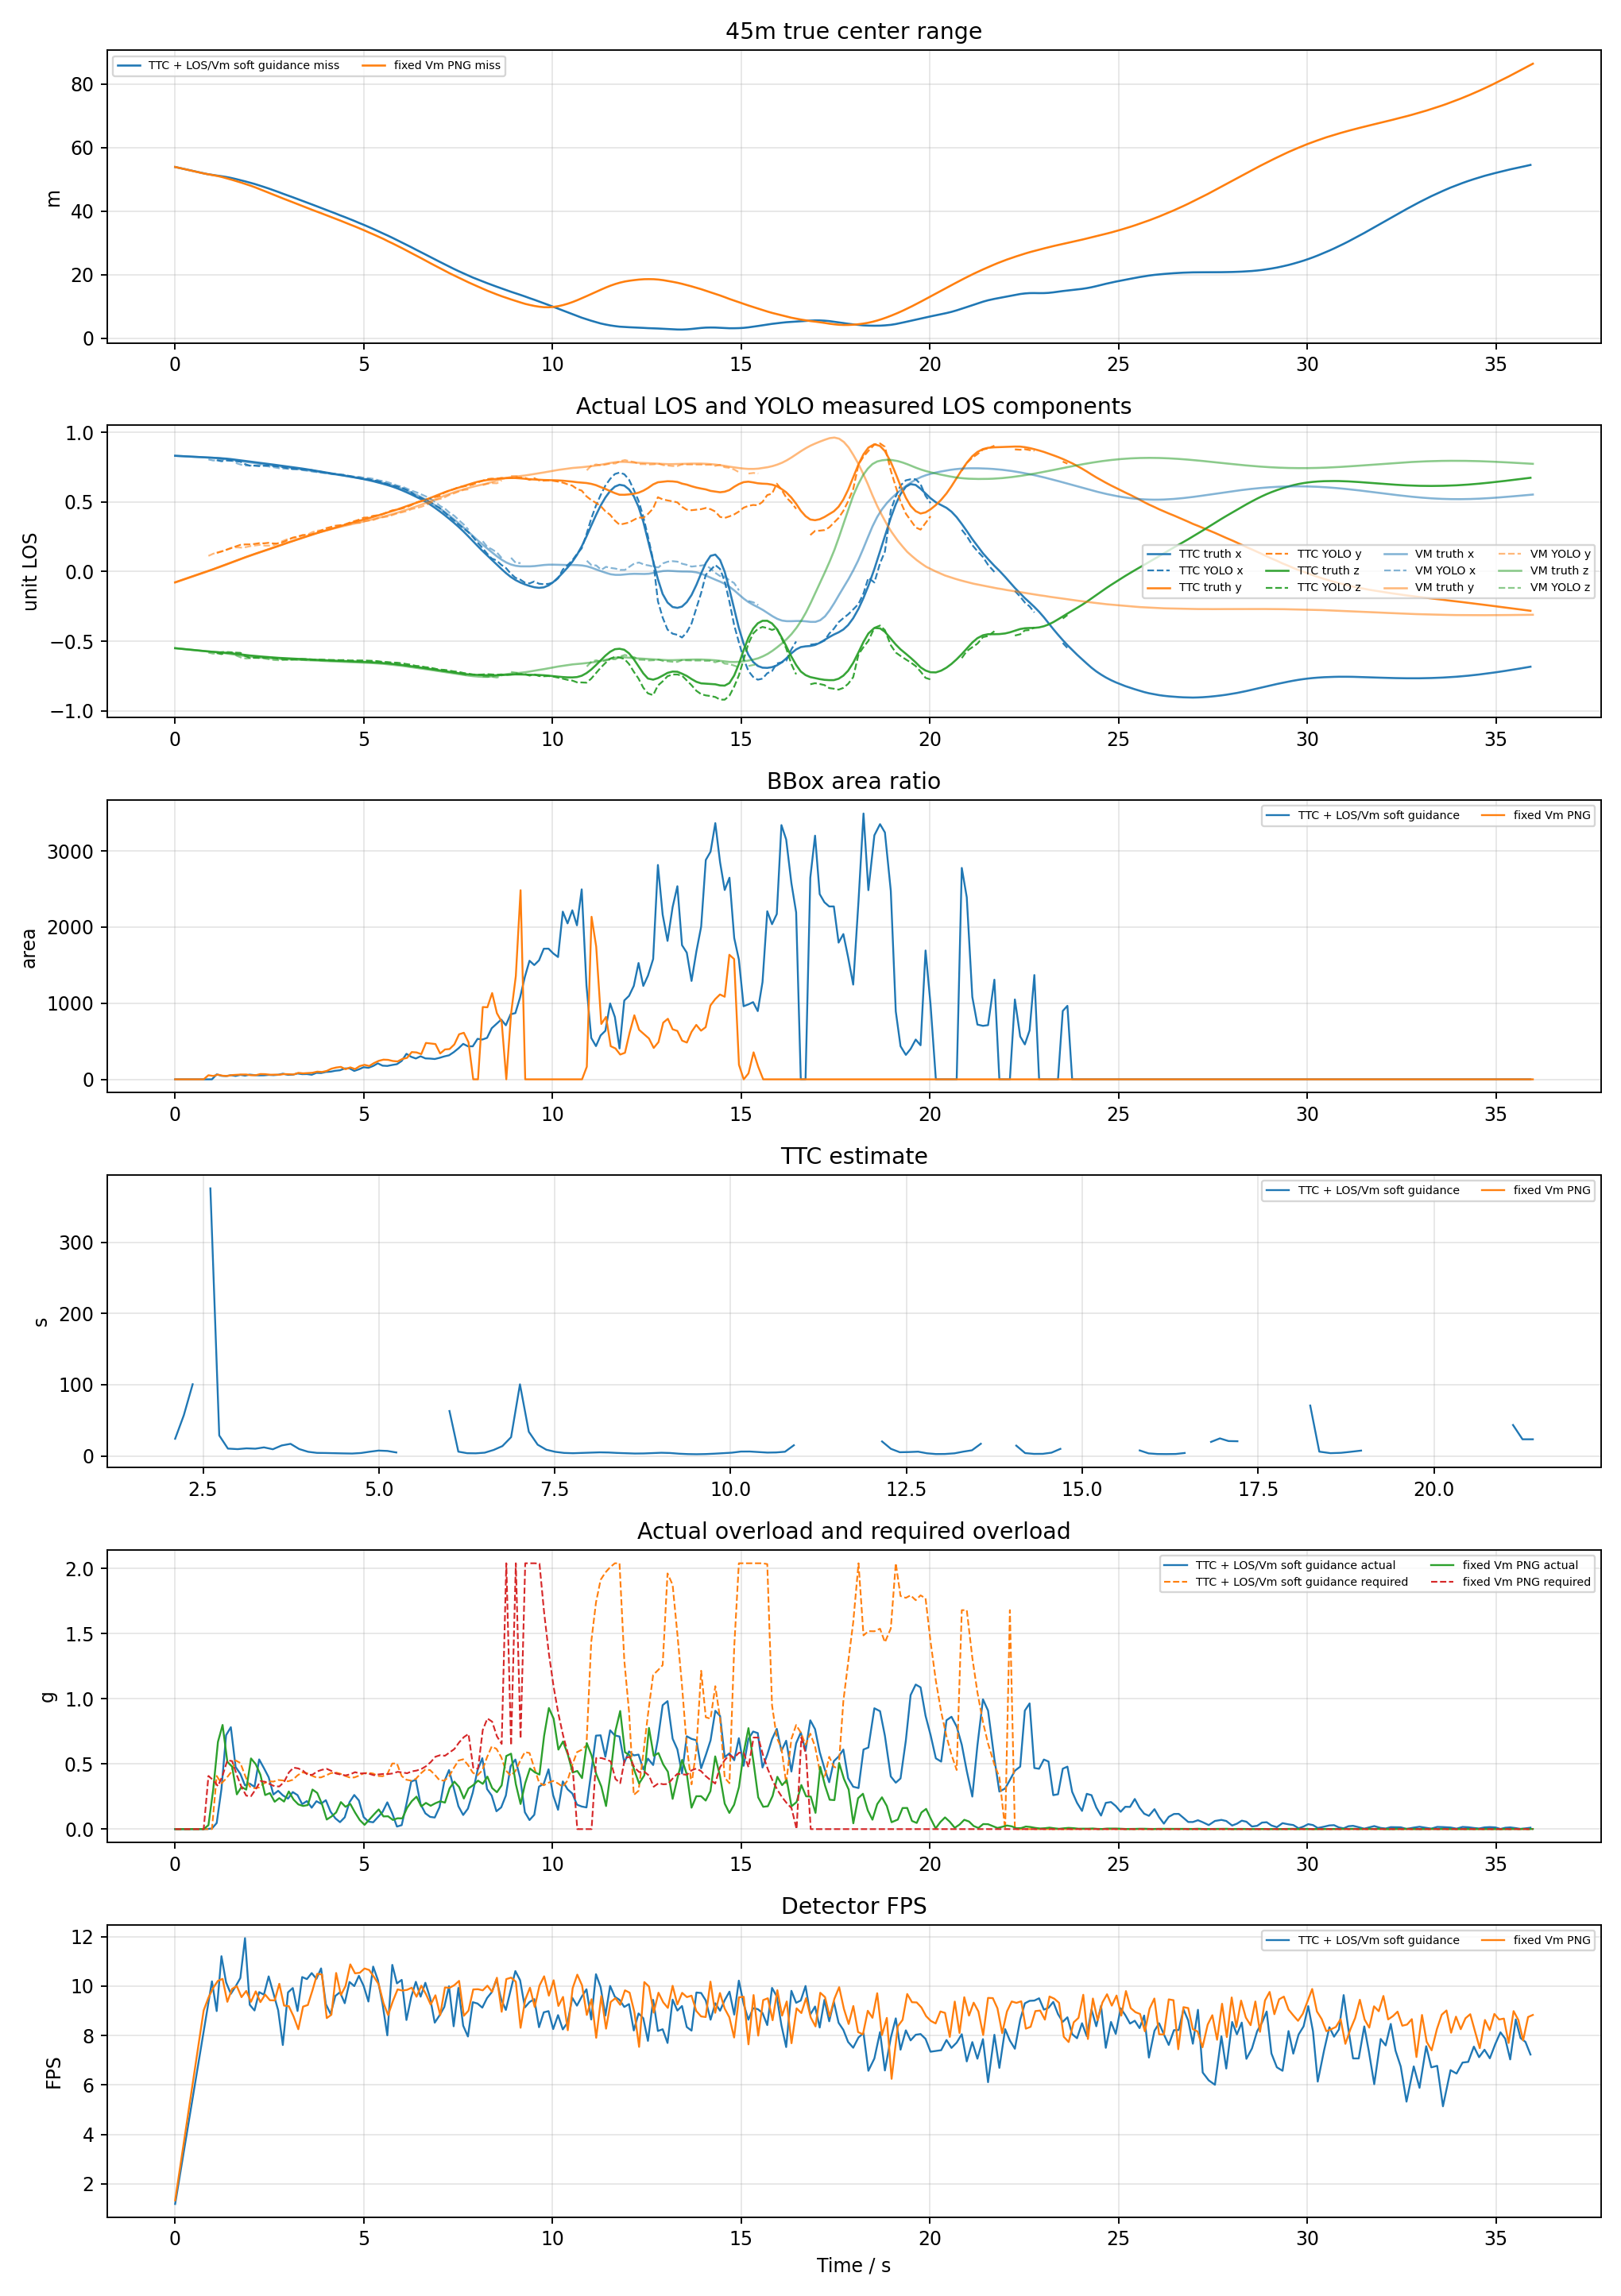 45m true center range
TTC + LOS/Vm soft guidance miss fixed Vm PNG miss
80
60
40
20
0
m
0 5 10 15 20 25 30 35
Actual LOS and YOLO measured LOS components
1.0
0.5
0.0
−0.5
−1.0
unit LOS
TTC truth x TTC YOLO y VM truth x VM YOLO y
TTC YOLO x TTC truth z VM YOLO x VM truth z
TTC truth y TTC YOLO z VM truth y VM YOLO z
0 5 10 15 20 25 30 35
BBox area ratio
TTC + LOS/Vm soft guidance fixed Vm PNG
3000
2000
1000
0
area
0 5 10 15 20 25 30 35
TTC estimate
TTC + LOS/Vm soft guidance fixed Vm PNG
300
200
100
0
s
2.5 5.0 7.5 10.0 12.5 15.0 17.5 20.0
Actual overload and required overload
TTC + LOS/Vm soft guidance actual fixed Vm PNG actual
TTC + LOS/Vm soft guidance required fixed Vm PNG required
2.0
1.5
1.0
0.5
0.0
g
0 5 10 15 20 25 30 35
Detector FPS
TTC + LOS/Vm soft guidance fixed Vm PNG
12
10
8
6
4
2
FPS
0 5 10 15 20 25 30 35
Time / s